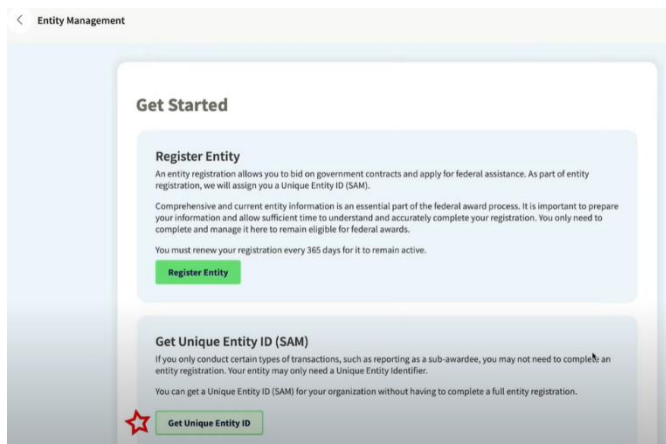 Entity Management
Get Started
Register Entity
An entity registration allows you to bid on government contracts and apply for federal assistance. As part of entity
registration, we will assign you a Unique Entity ID (SAM).
Comprehensive and current entity information is an essential part of the federal award process. It is important to prepare
your information and allow sufficient time to understand and accurately complete your registration. You only need to
complete and manage it here to remain eligible for federal awards.
You must renew your registration every 365 days for it to remain active.
Register Entity
Get Unique Entity ID (SAM)
If you only conduct certain types of transactions, such as reporting as a sub-awardee, you may not need to complete an
entity registration. Your entity may only need a Unique Entity Identifier.
You can get a Unique Entity ID (SAM) for your organization without having to complete a full entity registration.
Get Unique Entity ID